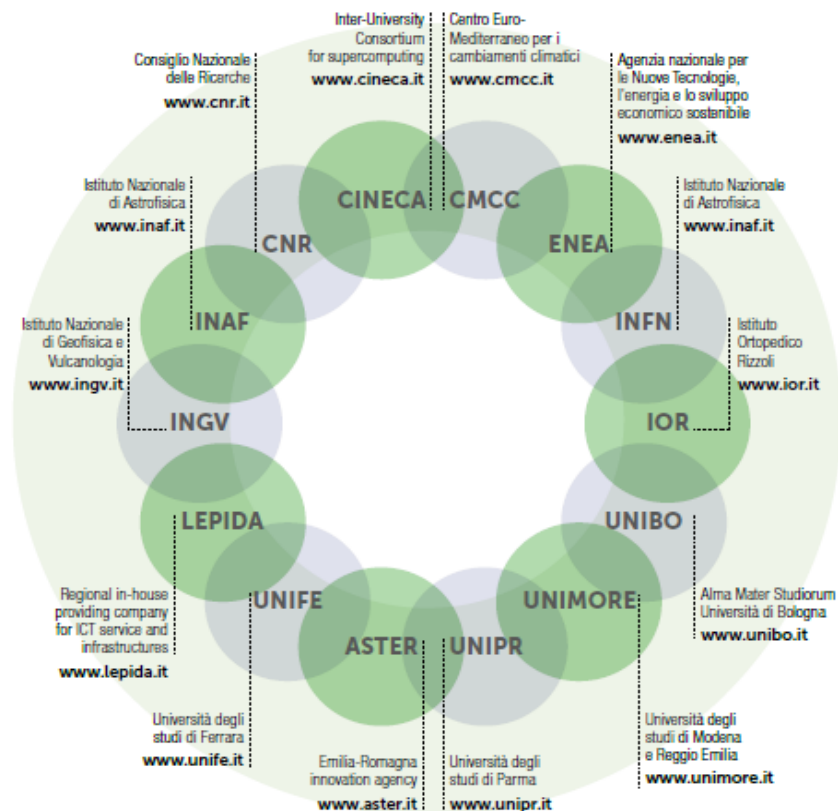 Inter-University
Consortium
for supercomputing
www.cineca.it
Centro Euro-
Mediterraneo per i
cambiamenti climatici
www.cmcc.it
Consiglio Nazionale
delle Ricerche
www.cnr.it
Agenzia nazionale per
le Nuove Tecnologie,
l'energia e lo sviluppo
economico sostenibile
www.enea.it
Istituto Nazionale
di Astrofisica
www.inaf.it
Istituto Nazionale
di Astrofisica
www.inaf.it
CINECA
CMCC
CNR
ENEA
INAF
INFN
Istituto Nazionale
di Geofisica e
Vulcanologia
www.ingv.it
Istituto
Ortopedico
Rizzoli
www.ior.it
INGV
IOR
LEPIDA
UNIBO
UNIFE
UNIMORE
ASTER
UNIPR
Regional in-house
providing company
for ICT service and
infrastructures
www.lepida.it
Alma Mater Studiorum
Università di Bologna
www.unibo.it
Università degli
studi di Ferrara
www.unife.it
Università degli
studi di Modena
e Reggio Emilia
www.unimore.it
Emilia-Romagna
innovation agency
www.aster.it
Università degli
studi di Parma
www.unipr.it